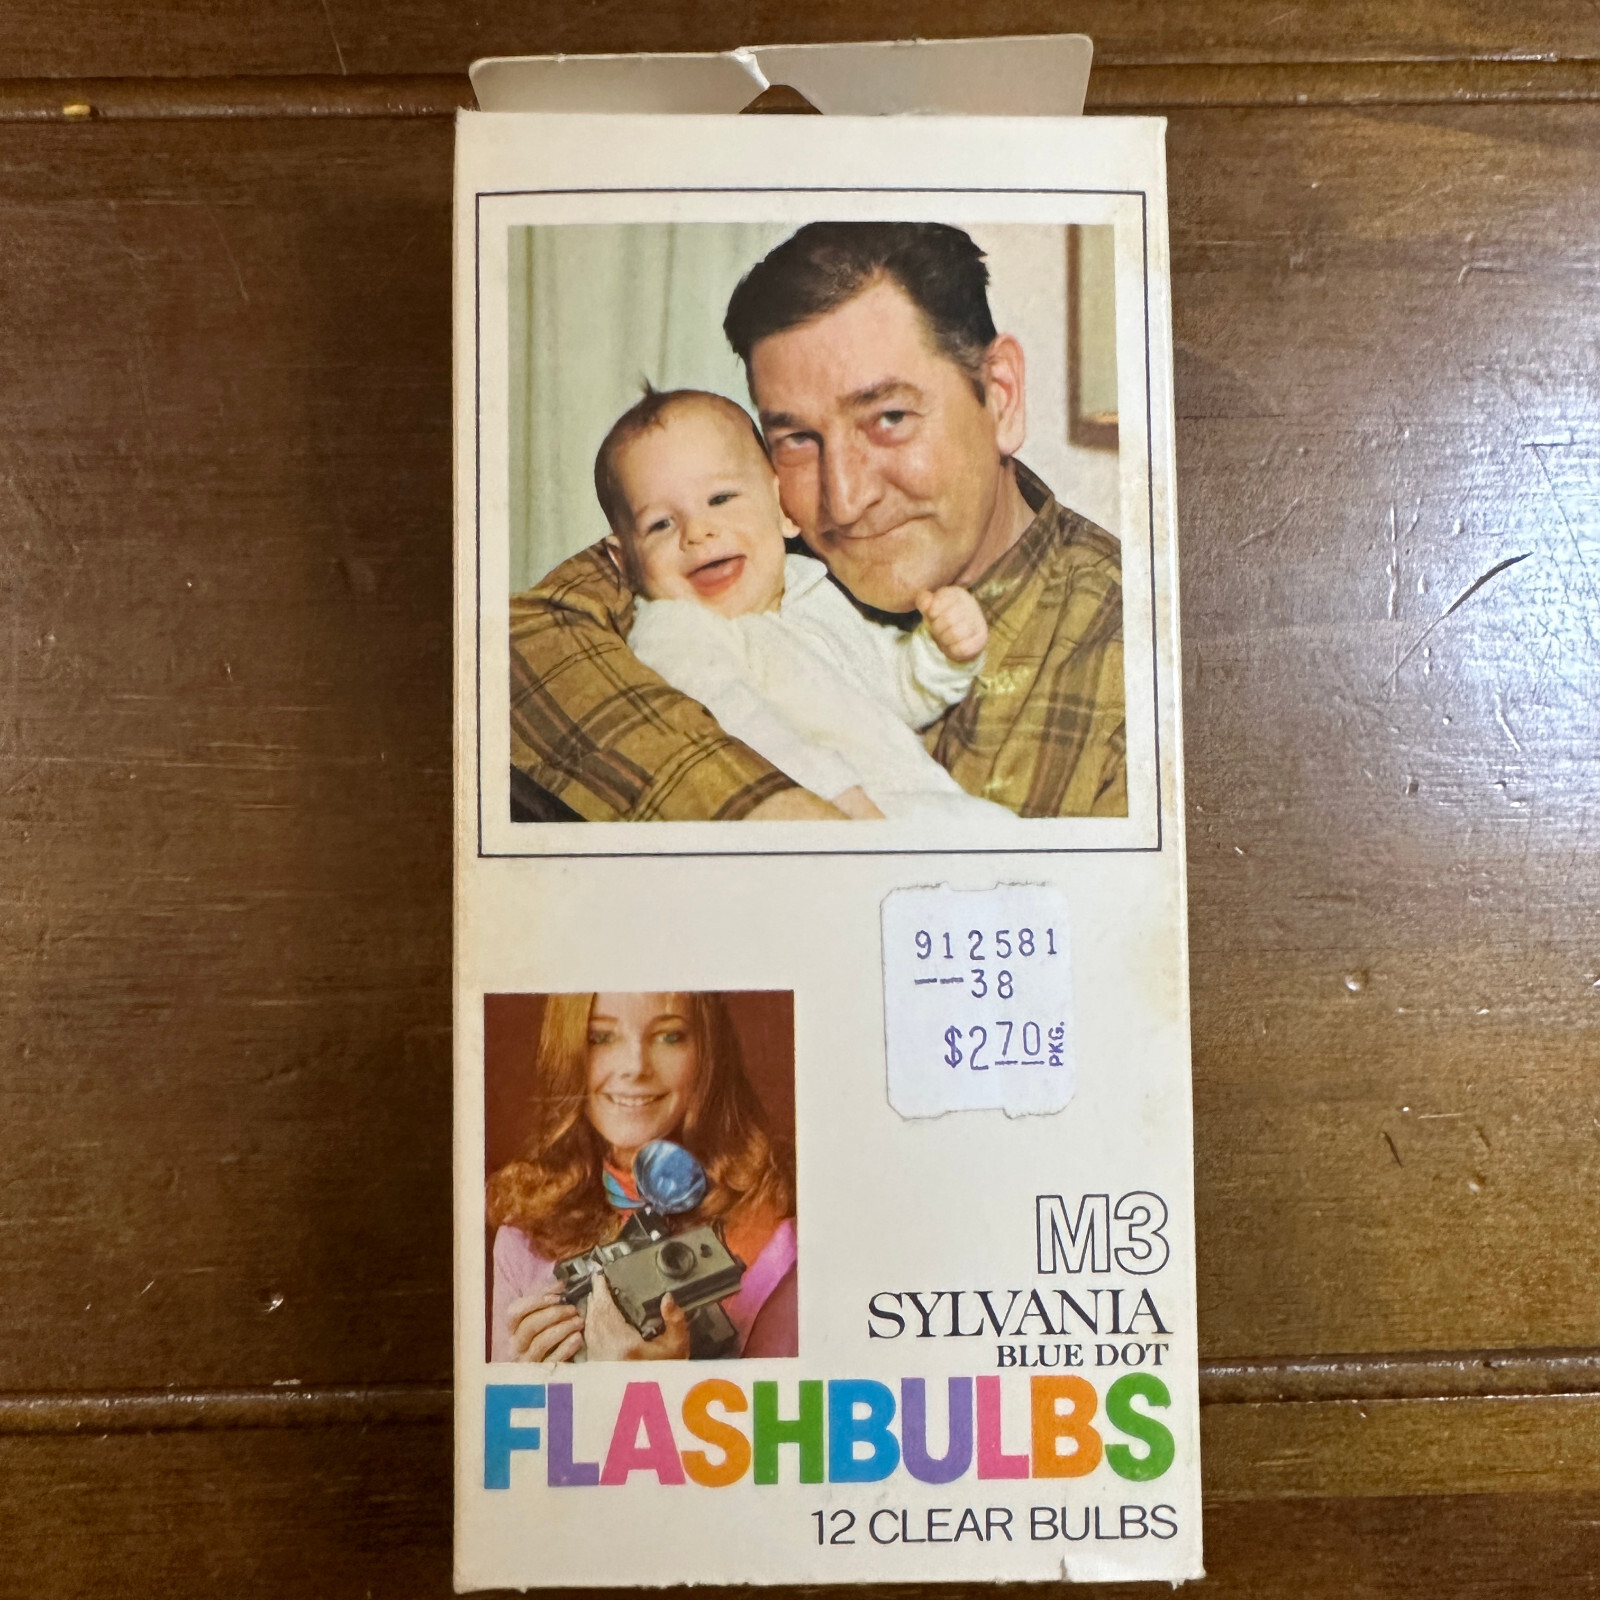 912581
--38
$2.70 PKG.
M3
SYLVANIA
BLUE DOT
FLASHBULBS
12 CLEAR BULBS